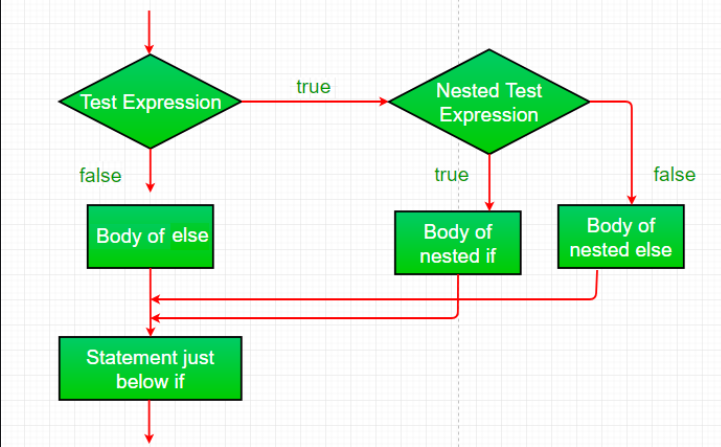 Test Expression
true
Nested Test
Expression
false
true
false
Body of else
Body of
nested if
Body of
nested else
Statement just
below if